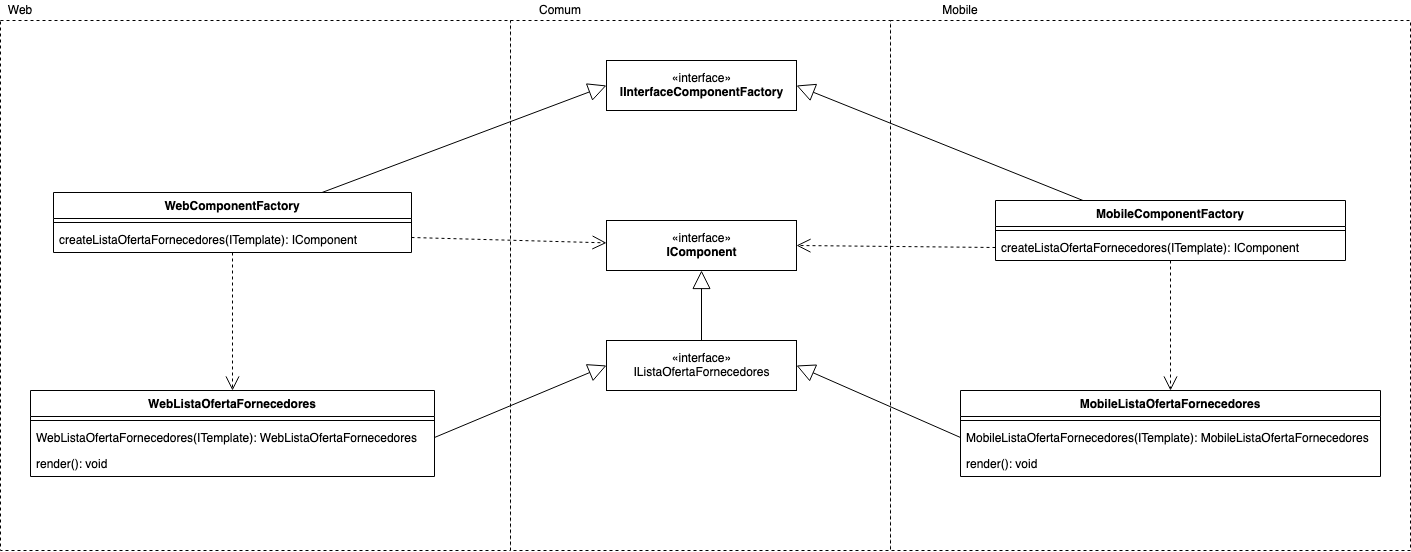 Web
Comum
Mobile
«interface»
IInterfaceComponentFactory
WebComponentFactory
createListaOfertaFornecedores(ITemplate): IComponent
«interface»
IComponent
MobileComponentFactory
createListaOfertaFornecedores(ITemplate): IComponent
«interface»
IListaOfertaFornecedores
WebListaOfertaFornecedores
WebListaOfertaFornecedores(ITemplate): WebListaOfertaFornecedores
render(): void
MobileListaOfertaFornecedores
MobileListaOfertaFornecedores(ITemplate): MobileListaOfertaFornecedores
render(): void